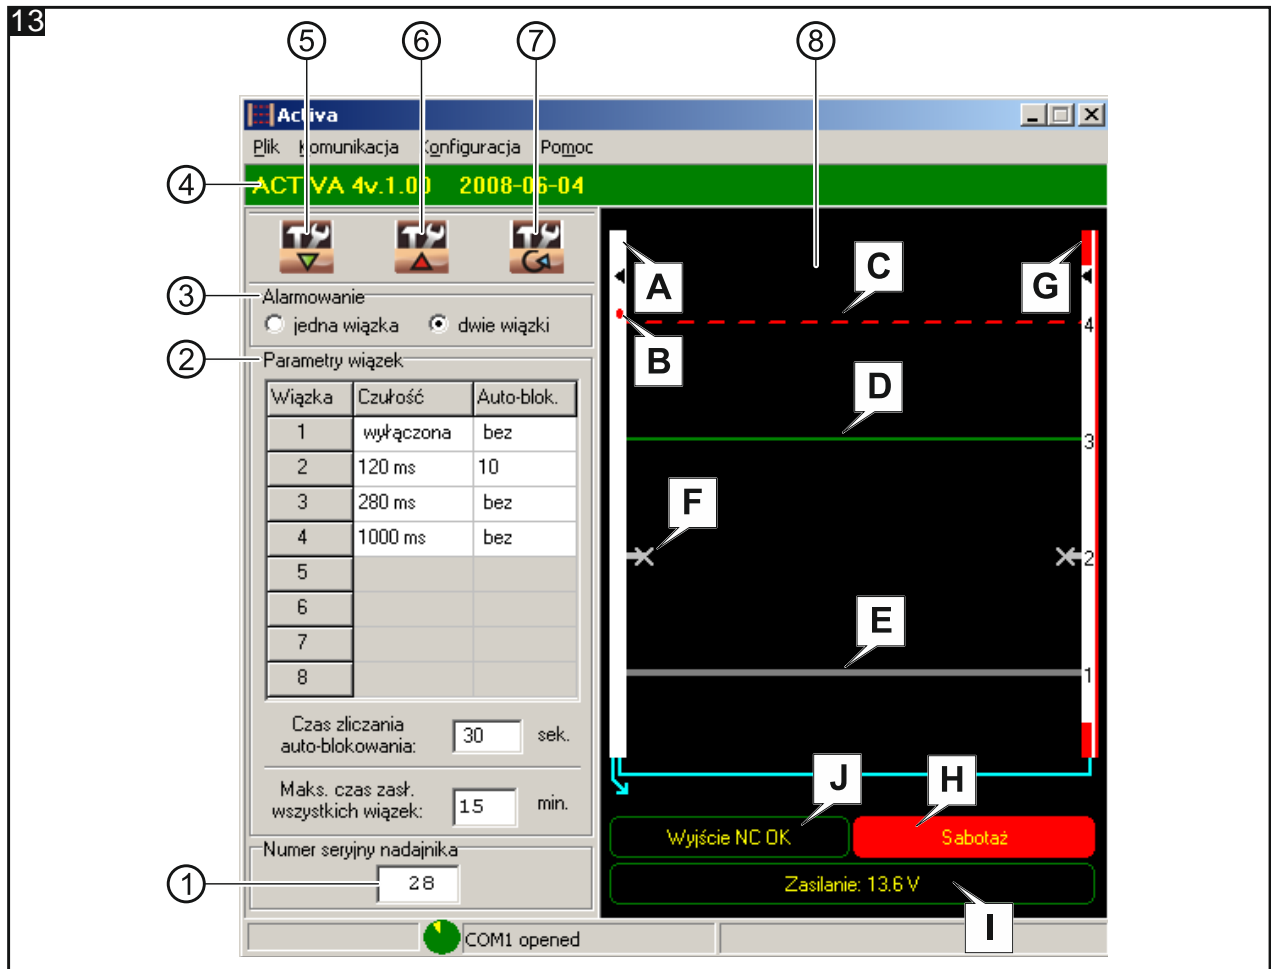 13
5 6 7 8
Activa
Plik Komunikacja Konfiguracja Pomoc
4
ACTIVA 4v.1.00 2008-06-04
A
C
G
3
Alarmowanie
jedna wiązka dwie wiązki
4
B
2
Parametry wiązek
D
Wiązka Czułość Auto-blok.
1 wyłączona bez
3
2 120 ms 10
3 280 ms bez
F
4 1000 ms bez
2
5
6
E
7
8
1
Czas zliczania
auto-blokowania: 30 sek.
Maks. czas zasł.
wszystkich wiązek: 15 min.
J
H
Wyjście NC OK Sabotaż
Numer seryjny nadajnika
1
28
Zasilanie: 13.6 V
I
COM1 opened